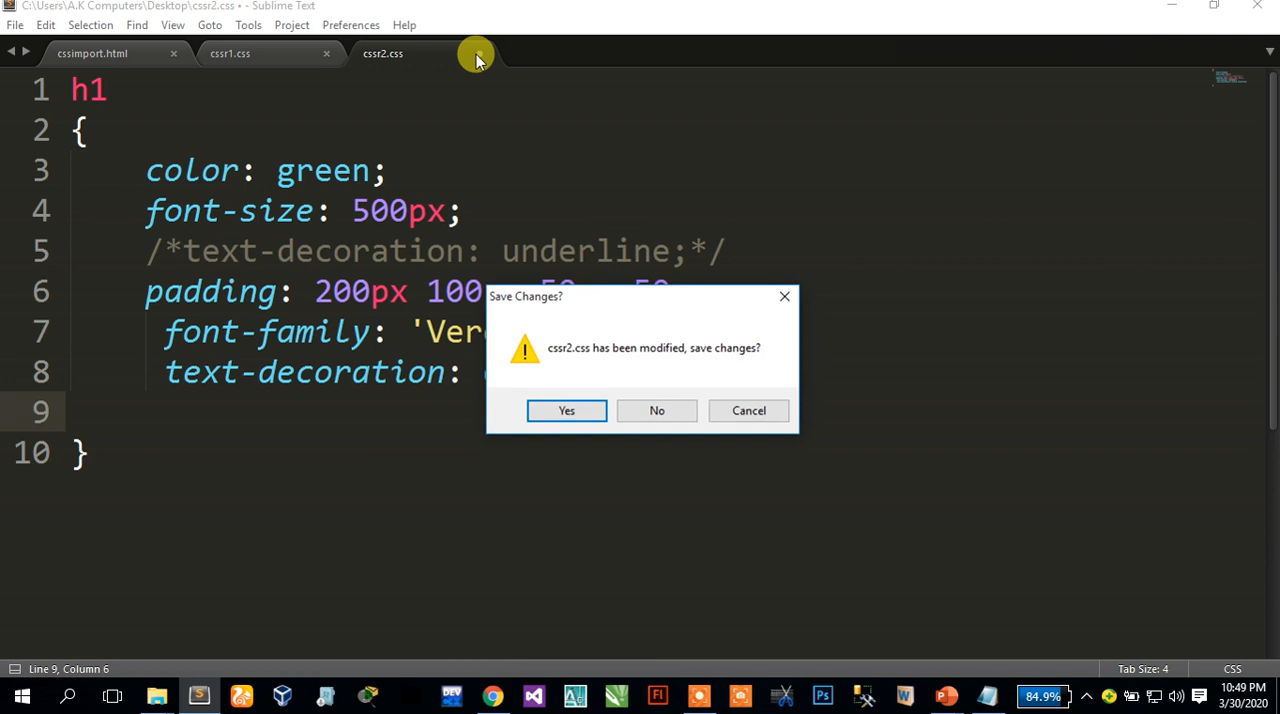 C:\Users\A.K Computers\Desktop\cssr2.css • - Sublime Text
File Edit Selection Find View Goto Tools Project Preferences Help
cssimport.html × cssr1.css × cssr2.css
1 h1
2 {
3 color: green;
4 font-size: 500px;
5 /*text-decoration: underline;*/
6 padding: 200px 100
7 font-family: 'Ver
8 text-decoration:
9
10 }
Save Changes?
cssr2.css has been modified, save changes?
Yes No Cancel
Line 9, Column 6 Tab Size: 4 CSS
84.9%
10:49 PM
3/30/2020